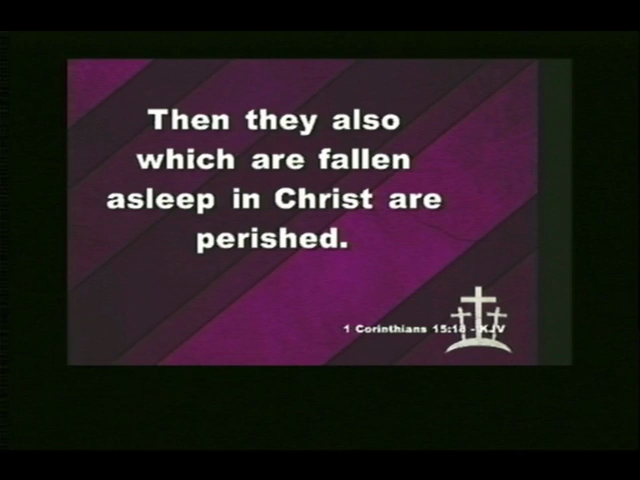 Then they also
which are fallen
asleep in Christ are
perished.
1 Corinthians 15:18 - KJV